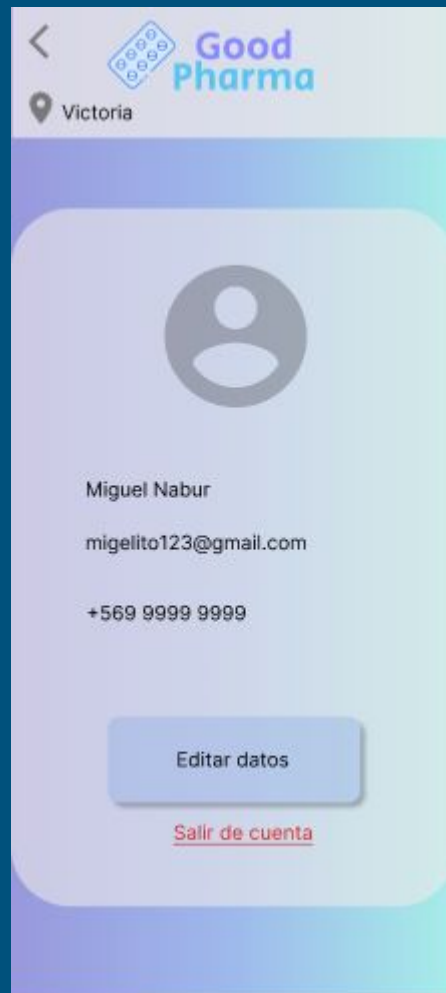 Good
Pharma
Victoria
Miguel Nabur
migelito123@gmail.com
+569 9999 9999
Editar datos
Salir de cuenta